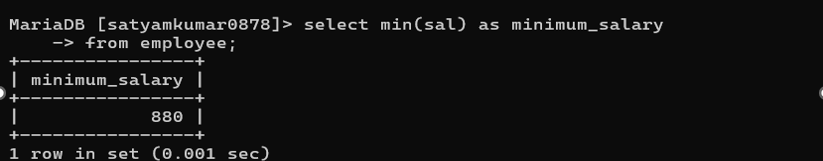 MariaDB [satyamkumar0878]> select min(sal) as minimum_salary
    -> from employee;
+----------------+
| minimum_salary |
+----------------+
|            880 |
+----------------+
1 row in set (0.001 sec)